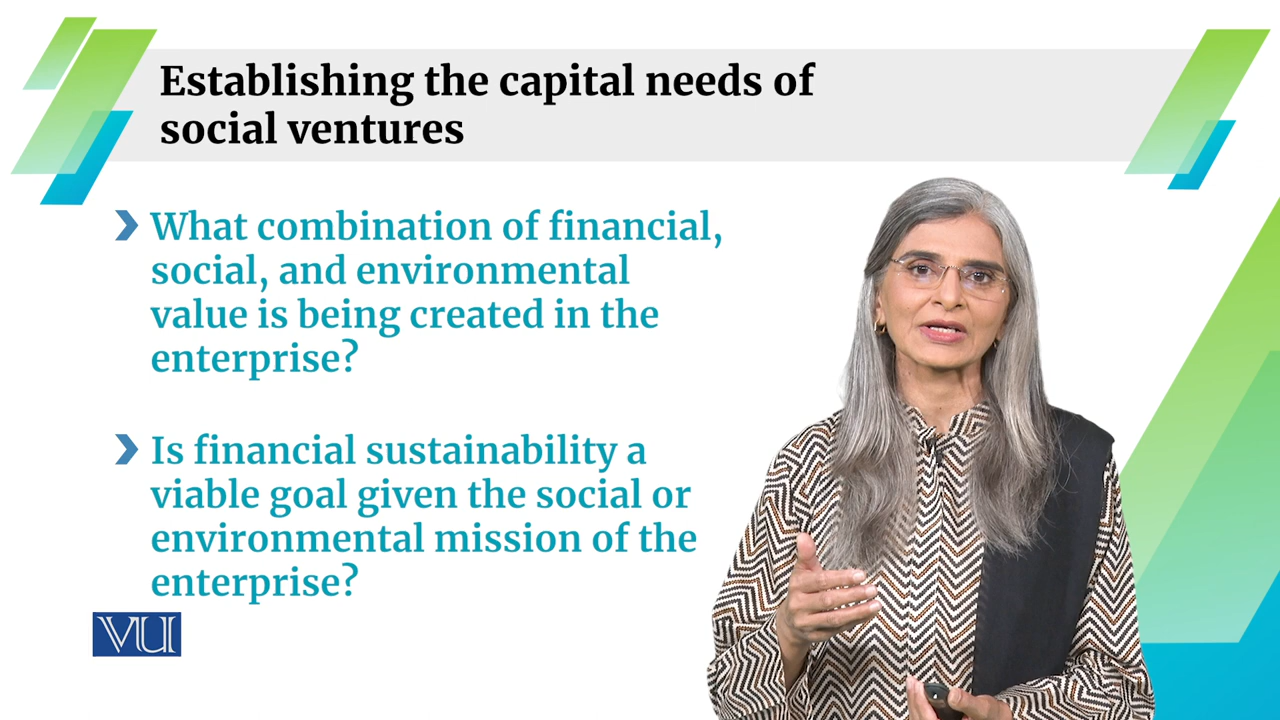 Establishing the capital needs of
social ventures
What combination of financial,
social, and environmental
value is being created in the
enterprise?
Is financial sustainability a
viable goal given the social or
environmental mission of the
enterprise?
VU